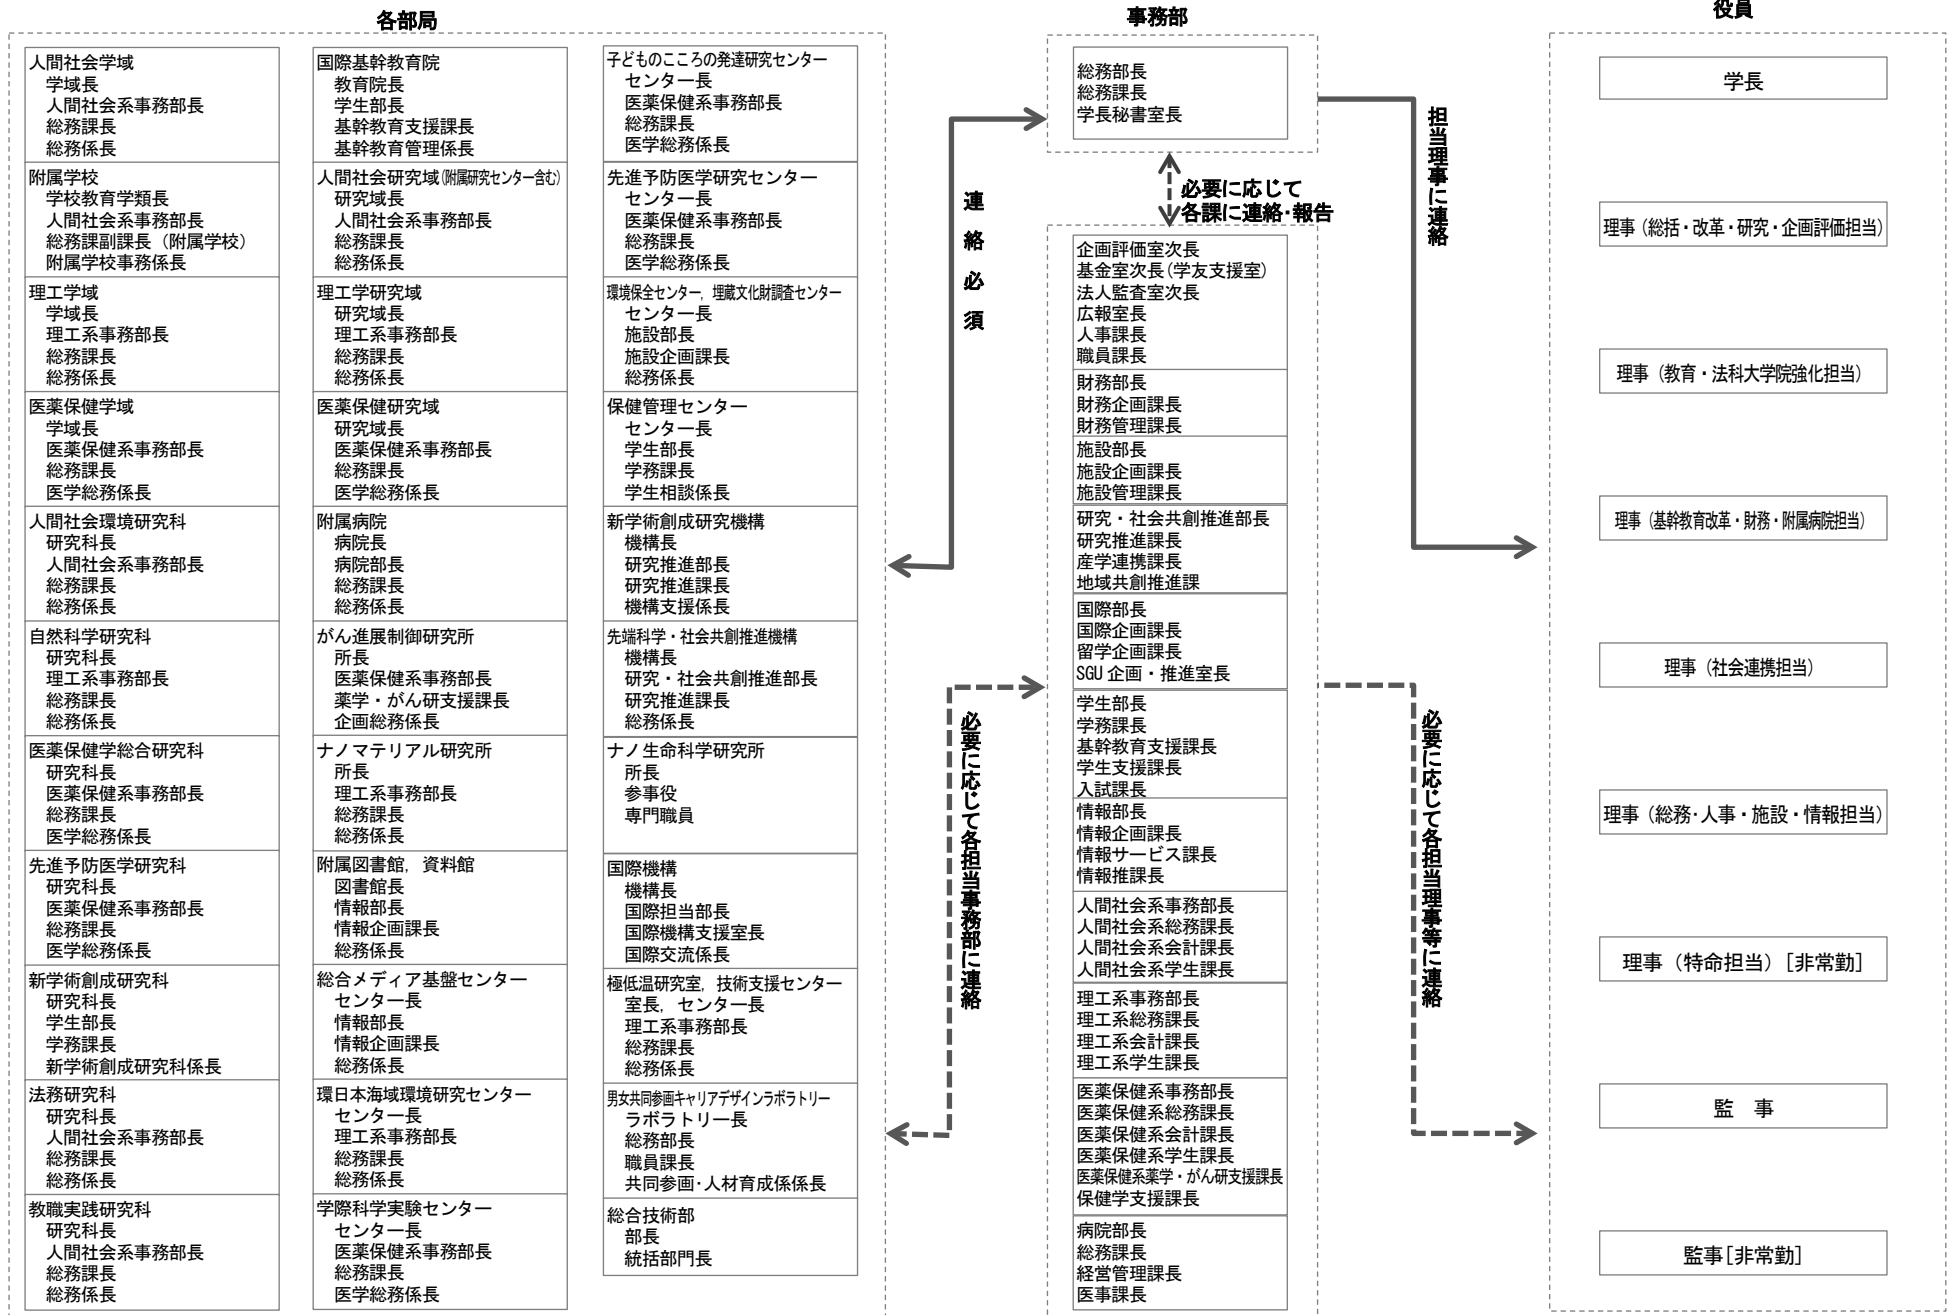 各部局
人間社会学域
学域長
人間社会系事務部長
総務課長
総務係長
附属学校
学校教育学類長
人間社会系事務部長
総務課副課長（附属学校）
附属学校事務係長
理工学域
学域長
理工系事務部長
総務課長
総務係長
医薬保健学域
学域長
医薬保健系事務部長
総務課長
医学総務係長
人間社会環境研究科
研究科長
人間社会系事務部長
総務課長
総務係長
自然科学研究科
研究科長
理工系事務部長
総務課長
総務係長
医薬保健学総合研究科
研究科長
医薬保健系事務部長
総務課長
医学総務係長
先進予防医学研究科
研究科長
医薬保健系事務部長
総務課長
医学総務係長
新学術創成研究科
研究科長
学生部長
学務課長
新学術創成研究科係長
法務研究科
研究科長
人間社会系事務部長
総務課長
総務係長
教職実践研究科
研究科長
人間社会系事務部長
総務課長
総務係長
国際基幹教育院
教育院長
学生部長
基幹教育支援課長
基幹教育管理係長
人間社会研究域(附属研究センター含む)
研究域長
人間社会系事務部長
総務課長
総務係長
理工学研究域
研究域長
理工系事務部長
総務課長
総務係長
医薬保健研究域
研究域長
医薬保健系事務部長
総務課長
医学総務係長
附属病院
病院長
病院部長
総務課長
総務係長
がん進展制御研究所
所長
医薬保健系事務部長
薬学・がん研支援課長
企画総務係長
ナノマテリアル研究所
所長
理工系事務部長
総務課長
総務係長
附属図書館，資料館
図書館長
情報部長
情報企画課長
総務係長
総合メディア基盤センター
センター長
情報部長
情報企画課長
総務係長
環日本海域環境研究センター
センター長
理工系事務部長
総務課長
総務係長
学際科学実験センター
センター長
医薬保健系事務部長
総務課長
医学総務係長
子どものこころの発達研究センター
センター長
医薬保健系事務部長
総務課長
医学総務係長
先進予防医学研究センター
センター長
医薬保健系事務部長
総務課長
医学総務係長
環境保全センター，埋蔵文化財調査センター
センター長
施設部長
施設企画課長
総務係長
保健管理センター
センター長
学生部長
学務課長
学生相談係長
新学術創成研究機構
機構長
研究推進部長
研究推進課長
機構支援係長
先端科学・社会共創推進機構
機構長
研究・社会共創推進部長
研究推進課長
総務係長
ナノ生命科学研究所
所長
参事役
専門職員
国際機構
機構長
国際担当部長
国際機構支援室長
国際交流係長
極低温研究室，技術支援センター
室長，センター長
理工系事務部長
総務課長
総務係長
男女共同参画キャリアデザインラボラトリー
ラボラトリー長
総務部長
職員課長
共同参画・人材育成係係長
総合技術部
部長
統括部門長
連絡必須
必要に応じて各担当事務部に連絡
事務部
総務部長
総務課長
学長秘書室長
必要に応じて
各課に連絡・報告
企画評価室次長
基金室次長(学友支援室)
法人監査室次長
広報室長
人事課長
職員課長
財務部長
財務企画課長
財務管理課長
施設部長
施設企画課長
施設管理課長
研究・社会共創推進部長
研究推進課長
産学連携課長
地域共創推進課
国際部長
国際企画課長
留学企画課長
SGU企画・推進室長
学生部長
学務課長
基幹教育支援課長
学生支援課長
入試課長
情報部長
情報企画課長
情報サービス課長
情報推課長
人間社会系事務部長
人間社会系総務課長
人間社会系会計課長
人間社会系学生課長
理工系事務部長
理工系総務課長
理工系会計課長
理工系学生課長
医薬保健系事務部長
医薬保健系総務課長
医薬保健系会計課長
医薬保健系学生課長
医薬保健系薬学・がん研支援課長
保健学支援課長
病院部長
総務課長
経営管理課長
医事課長
担当理事に連絡
必要に応じて各担当理事等に連絡
役員
学長
理事（総括・改革・研究・企画評価担当）
理事（教育・法科大学院強化担当）
理事（基幹教育改革・財務・附属病院担当）
理事（社会連携担当）
理事（総務・人事・施設・情報担当）
理事（特命担当）［非常勤］
監　事
監事［非常勤］